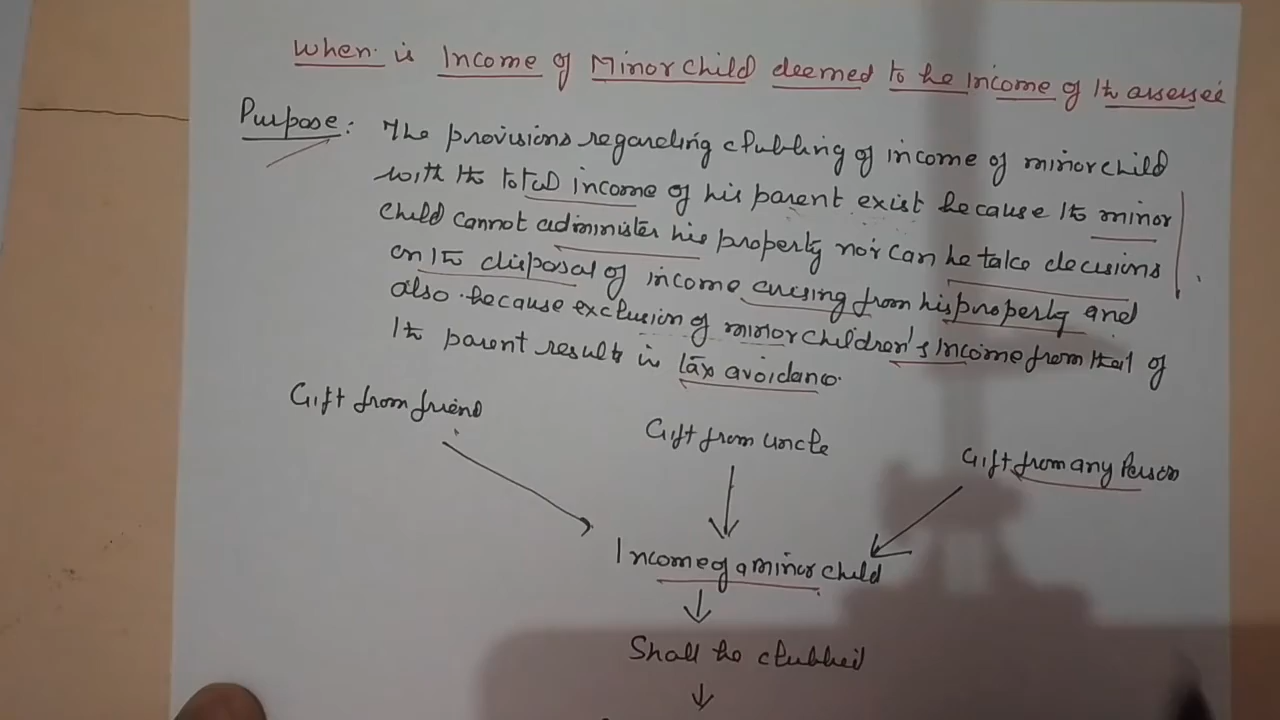 When is Income of Minor Child deemed to be Income of the assessee
Purpose: The provisions regarding clubbing of income of minor child
with the total income of his parent exist because the minor
child cannot administer his property nor can he take decisions
on the disposal of income arising from his property and
also because exclusion of minor children's Income from that of
the parent results in tax avoidance.
Gift from friend
Gift from uncle
Gift from any Person
Income of a minor child
Shall be clubbed